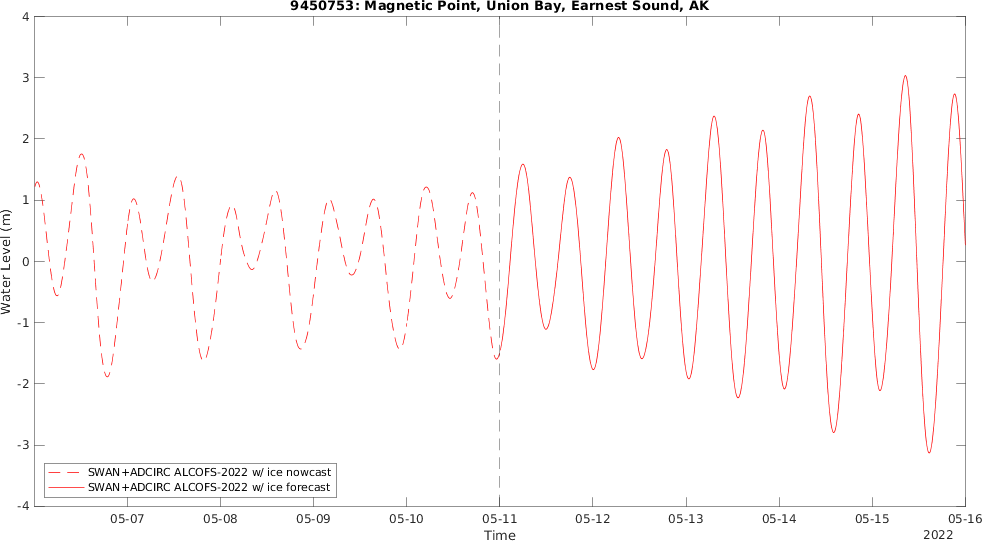 9450753: Magnetic Point, Union Bay, Earnest Sound, AK
4
3
2
1
0
-1
-2
-3
-4
Water Level (m)
SWAN+ADCIRC ALCOFS-2022 w/ ice nowcast
SWAN+ADCIRC ALCOFS-2022 w/ ice forecast
05-07 05-08 05-09 05-10 05-11 05-12 05-13 05-14 05-15 05-16
Time
2022